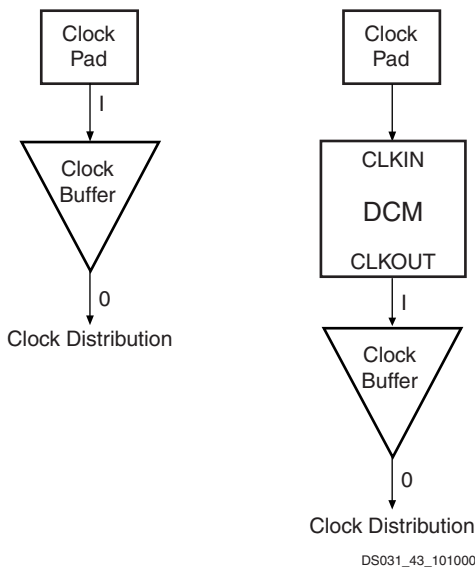 Clock
Pad
I
Clock
Buffer
0
Clock Distribution
Clock
Pad
CLKIN
DCM
CLKOUT
I
Clock
Buffer
0
Clock Distribution
DS031_43_101000